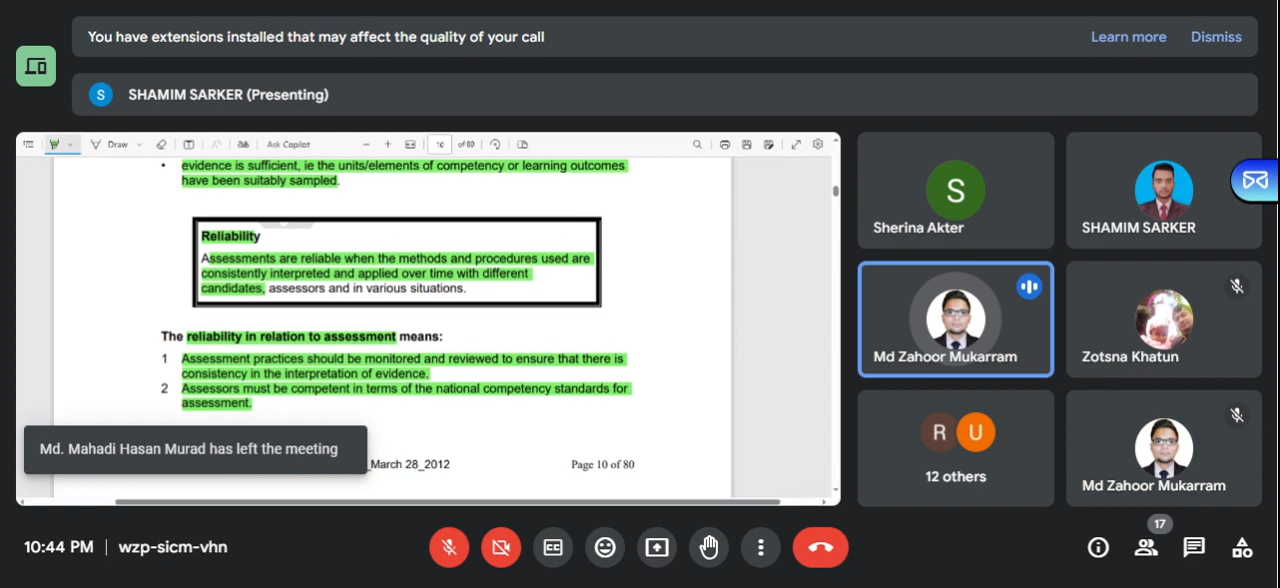 You have extensions installed that may affect the quality of your call
Learn more
Dismiss
S
SHAMIM SARKER (Presenting)
Draw
Ask Copilot
of 80
• evidence is sufficient, ie the units/elements of competency or learning outcomes
have been suitably sampled.
Reliability
Assessments are reliable when the methods and procedures used are
consistently interpreted and applied over time with different
candidates, assessors and in various situations.
The reliability in relation to assessment means:
1 Assessment practices should be monitored and reviewed to ensure that there is
consistency in the interpretation of evidence.
2 Assessors must be competent in terms of the national competency standards for
assessment.
_March 28_2012
Page 10 of 80
Md. Mahadi Hasan Murad has left the meeting
S
Sherina Akter
SHAMIM SARKER
Md Zahoor Mukarram
Zotsna Khatun
R
U
12 others
Md Zahoor Mukarram
10:44 PM
wzp-sicm-vhn
17